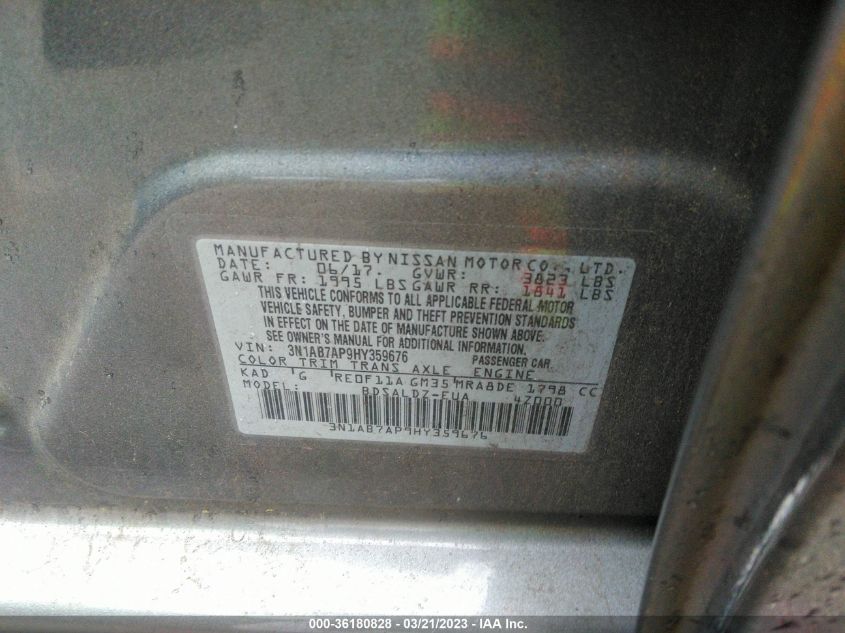 MANUFACTURED BY NISSAN MOTOR CO., LTD.
DATE: 06/17. GVWR: 3823 LBS
GAWR FR: 1995 LBS GAWR RR: 1841 LBS
THIS VEHICLE CONFORMS TO ALL APPLICABLE FEDERAL MOTOR
VEHICLE SAFETY, BUMPER AND THEFT PREVENTION STANDARDS
IN EFFECT ON THE DATE OF MANUFACTURE SHOWN ABOVE.
SEE OWNER'S MANUAL FOR ADDITIONAL INFORMATION.
VIN: 3N1AB7AP9HY359676 PASSENGER CAR
COLOR TRIM TRANS AXLE ENGINE
KAD G RE0F11A GM35 MRA8DE 1798 CC
MODEL: BDSALDZ-EUA 4Z000
3N1AB7AP9HY359676
000-36180828 - 03/21/2023 - IAA Inc.